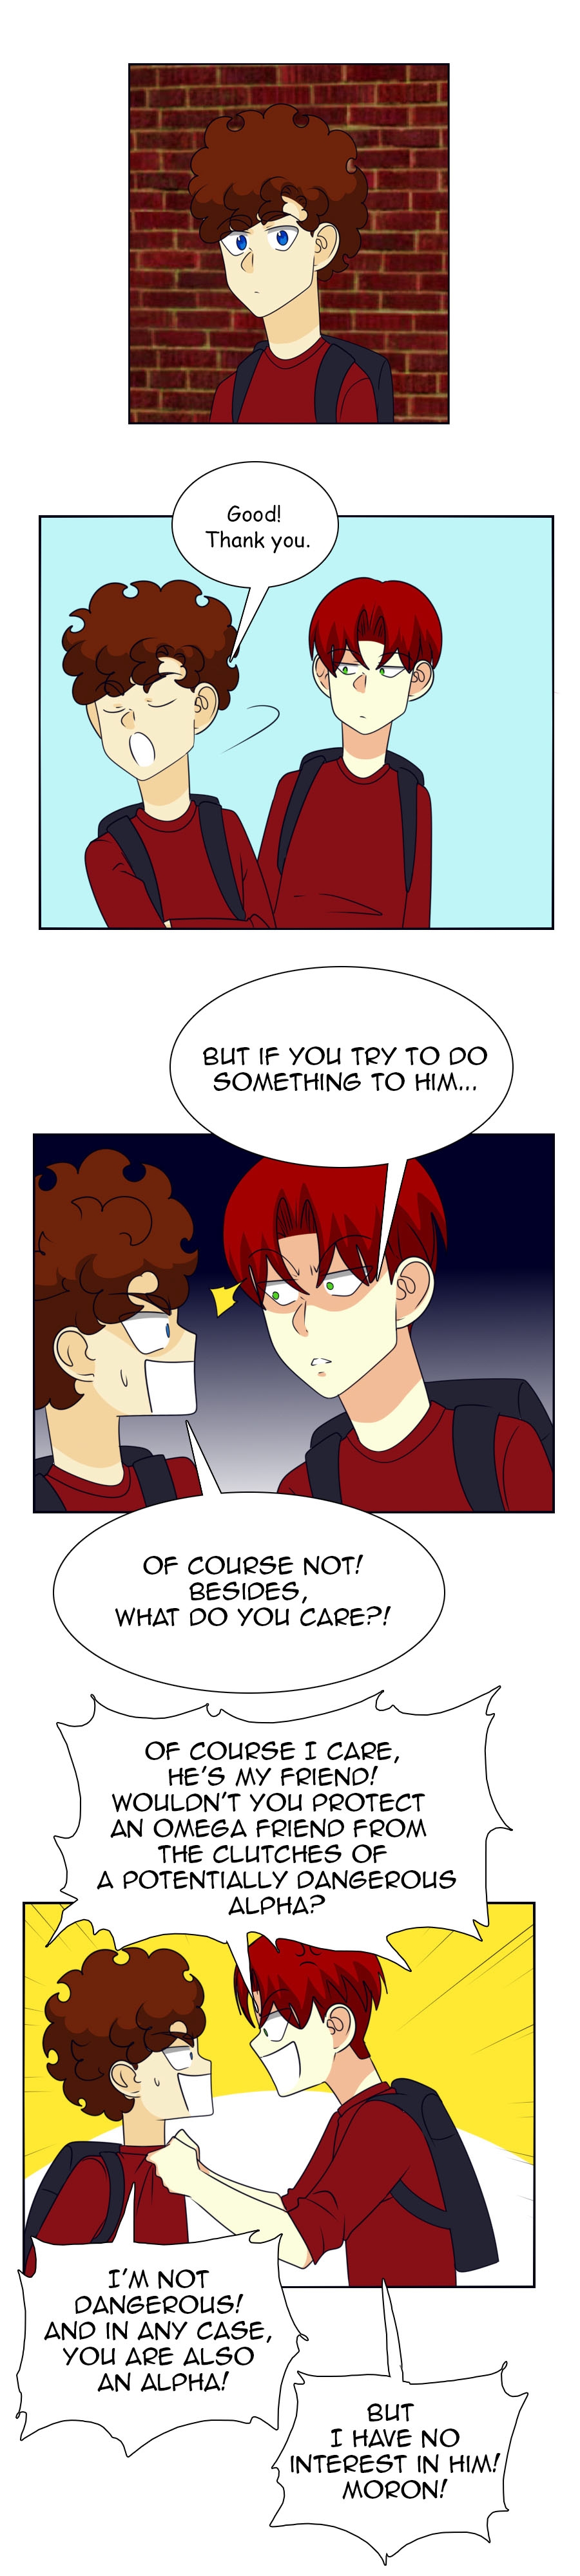 Good!
Thank you.
BUT IF YOU TRY TO DO
SOMETHING TO HIM...
OF COURSE NOT!
BESIDES,
WHAT DO YOU CARE?!
OF COURSE I CARE,
HE'S MY FRIEND!
WOULDN'T YOU PROTECT
AN OMEGA FRIEND FROM
THE CLUTCHES OF
A POTENTIALLY DANGEROUS
ALPHA?
I'M NOT
DANGEROUS!
AND IN ANY CASE,
YOU ARE ALSO
AN ALPHA!
BUT
I HAVE NO
INTEREST IN HIM!
MORON!